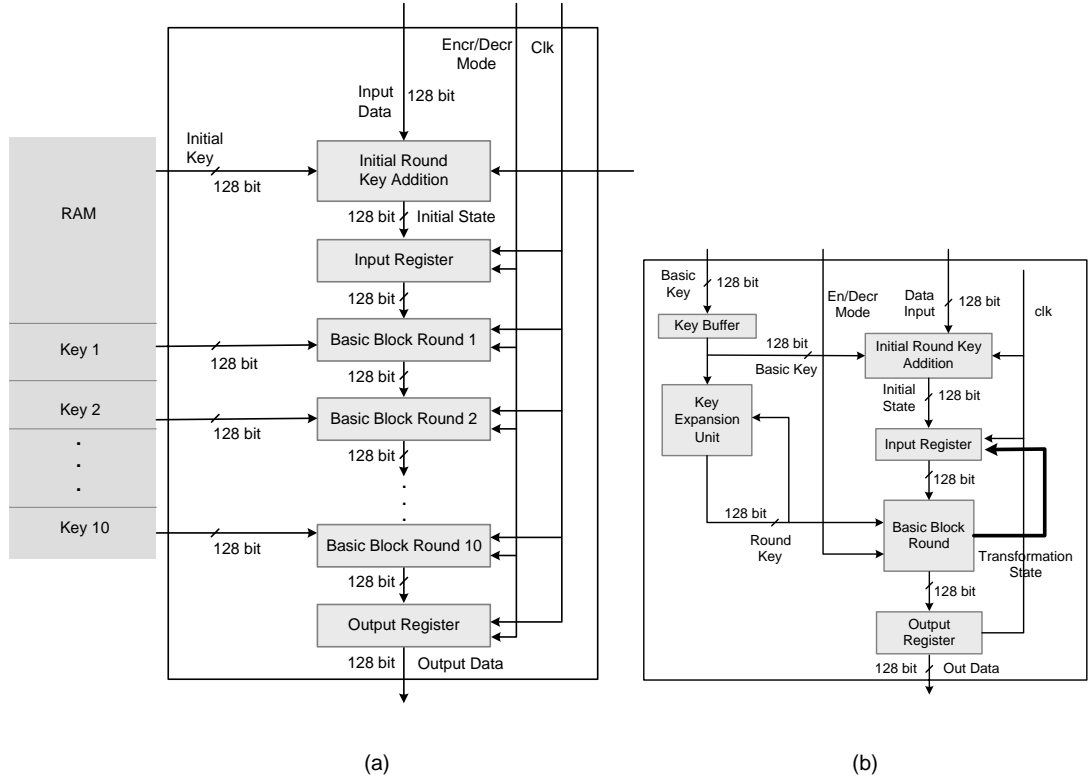 Encr/Decr
Mode
Clk
Input
Data
128 bit
Initial
Key
128 bit
Initial Round
Key Addition
RAM
128 bit
Initial State
Input Register
128 bit
Key 1
128 bit
Basic Block Round 1
128 bit
Key 2
128 bit
Basic Block Round 2
128 bit
.
.
.
.
.
.
Key 10
128 bit
Basic Block Round 10
128 bit
Output Register
128 bit
Output Data
(a)
Basic
Key
128 bit
En/Decr
Mode
Data
Input
128 bit
clk
Key Buffer
128 bit
Basic Key
Initial Round Key
Addition
Initial
State
128 bit
Key
Expansion
Unit
Input Register
128 bit
128 bit
Round
Key
Basic Block
Round
Transformation
State
128 bit
Output
Register
128 bit
Out Data
(b)